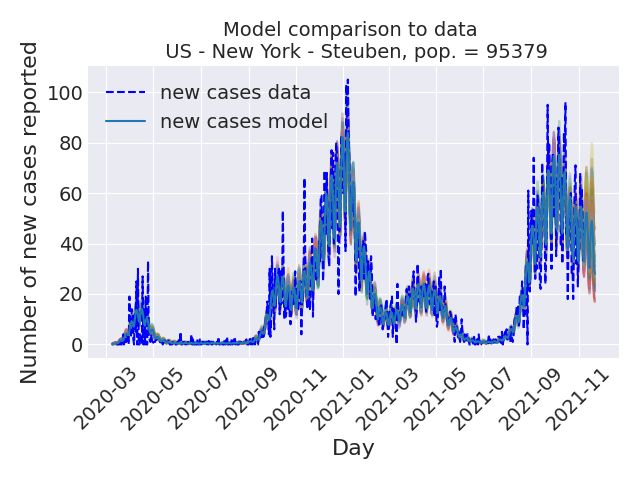 Model comparison to data
US - New York - Steuben, pop. = 95379
Number of new cases reported
100
80
60
40
20
0
new cases data
new cases model
2020-03
2020-05
2020-07
2020-09
2020-11
2021-01
2021-03
2021-05
2021-07
2021-09
2021-11
Day